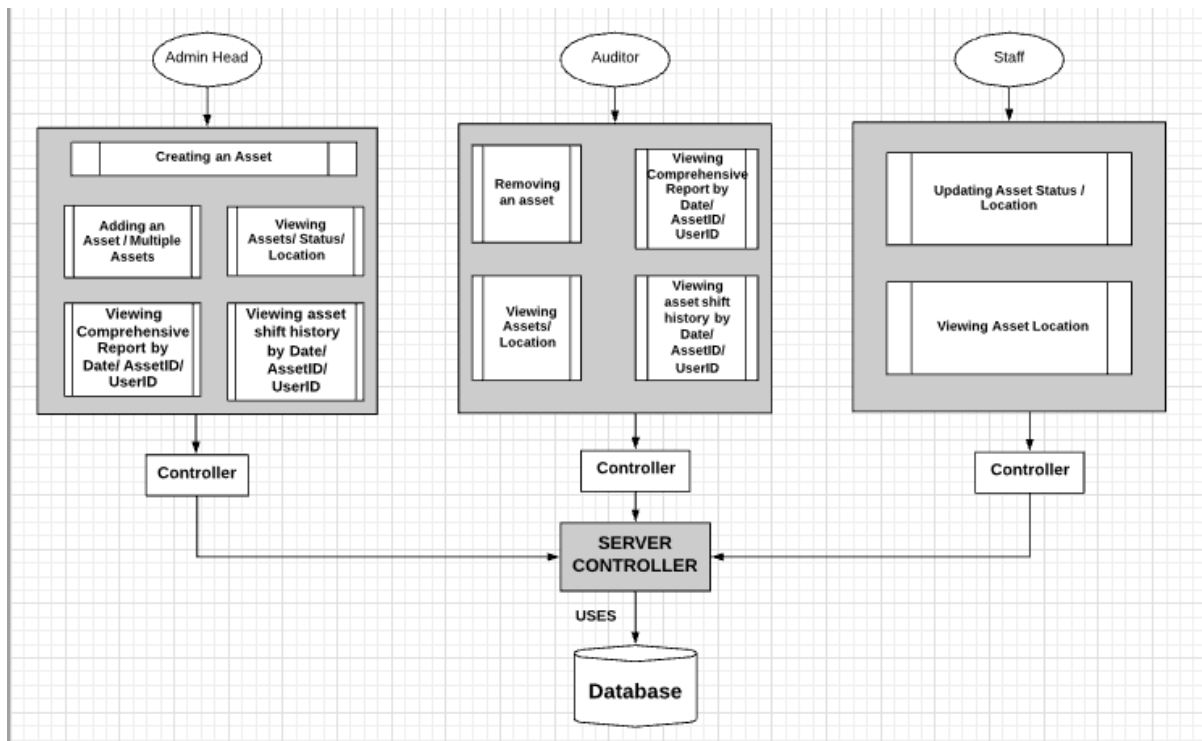 Admin Head
Auditor
Staff
Creating an Asset
Adding an
Asset / Multiple
Assets
Viewing
Assets/ Status/
Location
Viewing
Comprehensive
Report by
Date/ AssetID/
UserID
Viewing asset
shift history
by Date/
AssetID/
UserID
Removing
an asset
Viewing
Comprehensive
Report by
Date/
AssetID/
UserID
Viewing
Assets/
Location
Viewing
asset shift
history by
Date/
AssetID/
UserID
Updating Asset Status /
Location
Viewing Asset Location
Controller
Controller
Controller
SERVER
CONTROLLER
USES
Database